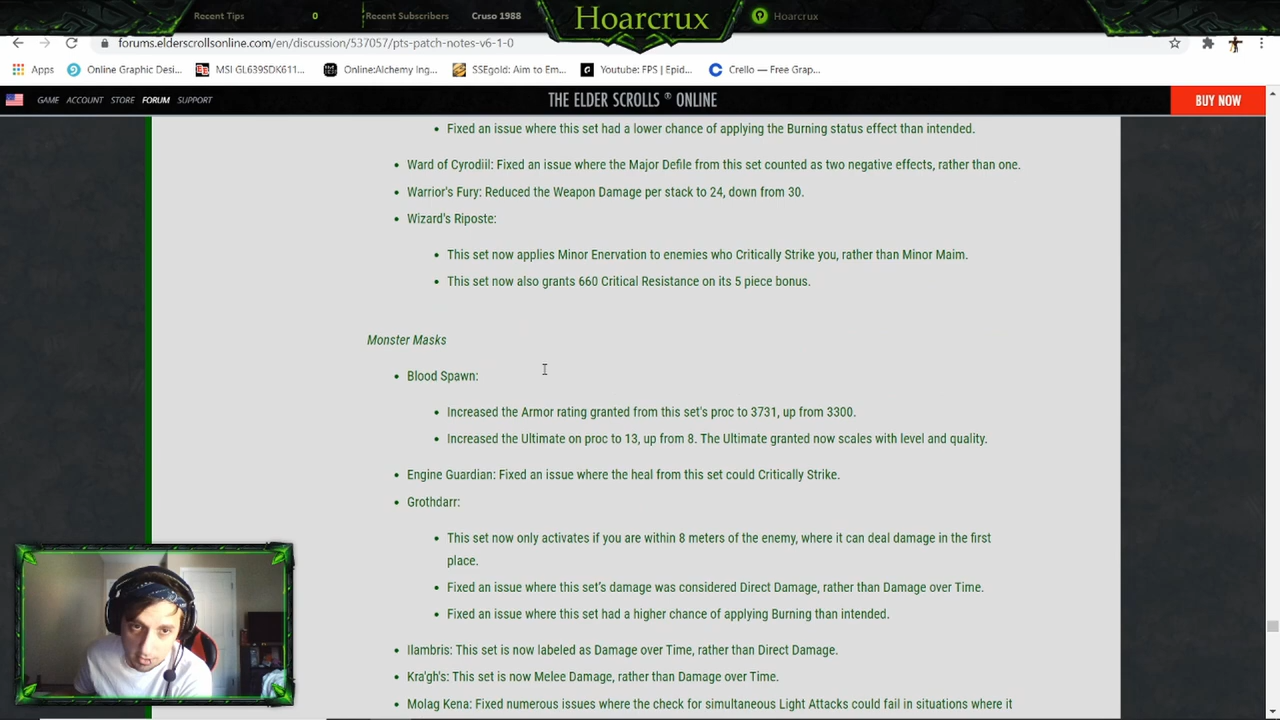 Recent Tips 0 Recent Subscribers Cruso 1988 Hoarcrux Hoarcrux
forums.elderscrollsonline.com/en/discussion/537057/pts-patch-notes-v6-1-0
Apps Online Graphic Desi... MSI GL639SDK611... Online:Alchemy Ing... SSEgold: Aim to Em... Youtube: FPS | Epid... Crello — Free Grap...
GAME ACCOUNT STORE FORUM SUPPORT THE ELDER SCROLLS ® ONLINE BUY NOW
• Fixed an issue where this set had a lower chance of applying the Burning status effect than intended.
• Ward of Cyrodiil: Fixed an issue where the Major Defile from this set counted as two negative effects, rather than one.
• Warrior's Fury: Reduced the Weapon Damage per stack to 24, down from 30.
• Wizard's Riposte:
• This set now applies Minor Enervation to enemies who Critically Strike you, rather than Minor Maim.
• This set now also grants 660 Critical Resistance on its 5 piece bonus.
Monster Masks
• Blood Spawn:
• Increased the Armor rating granted from this set's proc to 3731, up from 3300.
• Increased the Ultimate on proc to 13, up from 8. The Ultimate granted now scales with level and quality.
• Engine Guardian: Fixed an issue where the heal from this set could Critically Strike.
• Grothdarr:
• This set now only activates if you are within 8 meters of the enemy, where it can deal damage in the first
place.
• Fixed an issue where this set's damage was considered Direct Damage, rather than Damage over Time.
• Fixed an issue where this set had a higher chance of applying Burning than intended.
• Ilambris: This set is now labeled as Damage over Time, rather than Direct Damage.
• Kra'gh's: This set is now Melee Damage, rather than Damage over Time.
• Molag Kena: Fixed numerous issues where the check for simultaneous Light Attacks could fail in situations where it